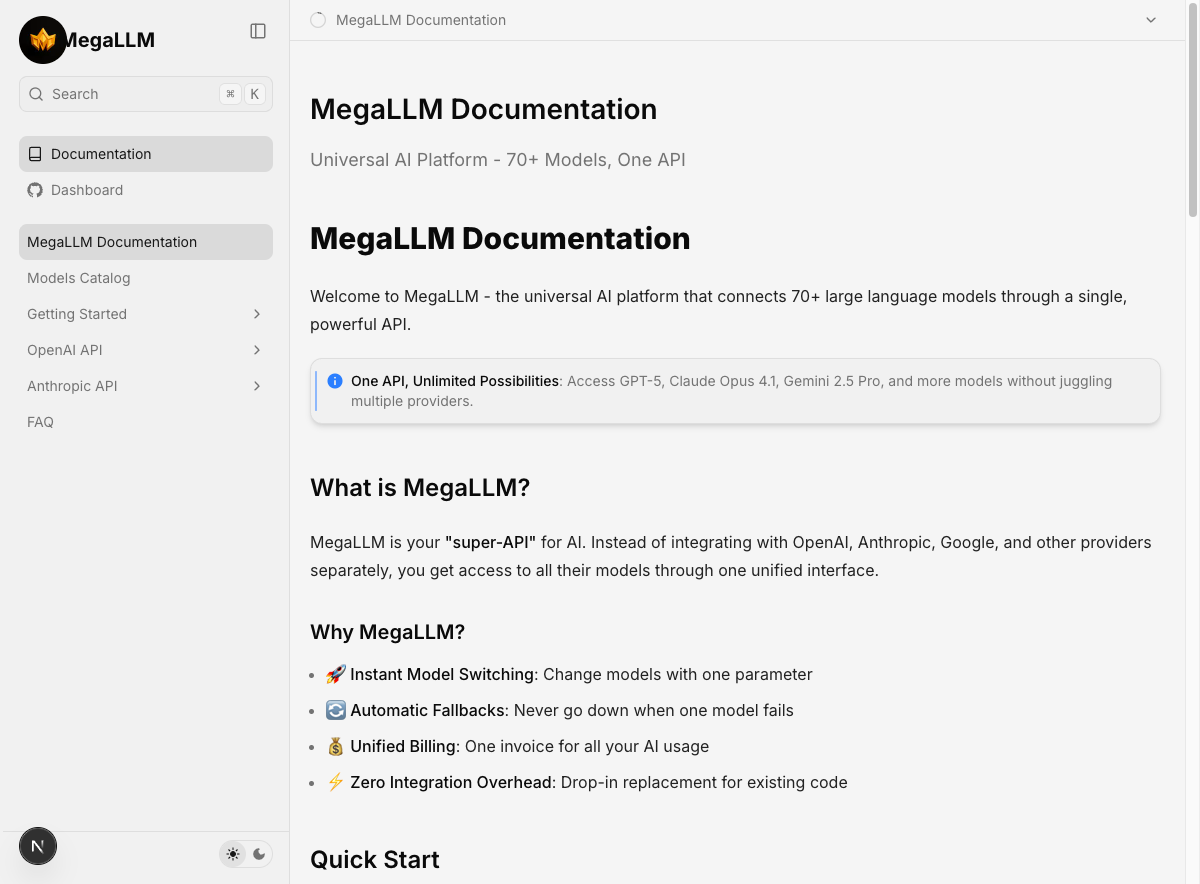 MegaLLM
Search
⌘ K
Documentation
Dashboard
MegaLLM Documentation
Models Catalog
Getting Started
OpenAI API
Anthropic API
FAQ
N
MegaLLM Documentation
MegaLLM Documentation
Universal AI Platform - 70+ Models, One API
MegaLLM Documentation
Welcome to MegaLLM - the universal AI platform that connects 70+ large language models through a single,
powerful API.
One API, Unlimited Possibilities: Access GPT-5, Claude Opus 4.1, Gemini 2.5 Pro, and more models without juggling
multiple providers.
What is MegaLLM?
MegaLLM is your "super-API" for AI. Instead of integrating with OpenAI, Anthropic, Google, and other providers
separately, you get access to all their models through one unified interface.
Why MegaLLM?
• 🚀 Instant Model Switching: Change models with one parameter
• 🔄 Automatic Fallbacks: Never go down when one model fails
• 💰 Unified Billing: One invoice for all your AI usage
• ⚡ Zero Integration Overhead: Drop-in replacement for existing code
Quick Start